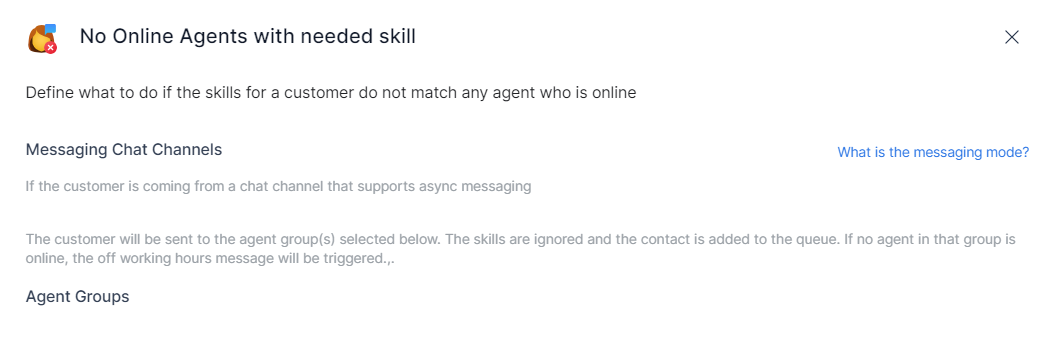 No Online Agents with needed skill
Define what to do if the skills for a customer do not match any agent who is online
Messaging Chat Channels
What is the messaging mode?
If the customer is coming from a chat channel that supports async messaging
The customer will be sent to the agent group(s) selected below. The skills are ignored and the contact is added to the queue. If no agent in that group is
online, the off working hours message will be triggered.,.
Agent Groups